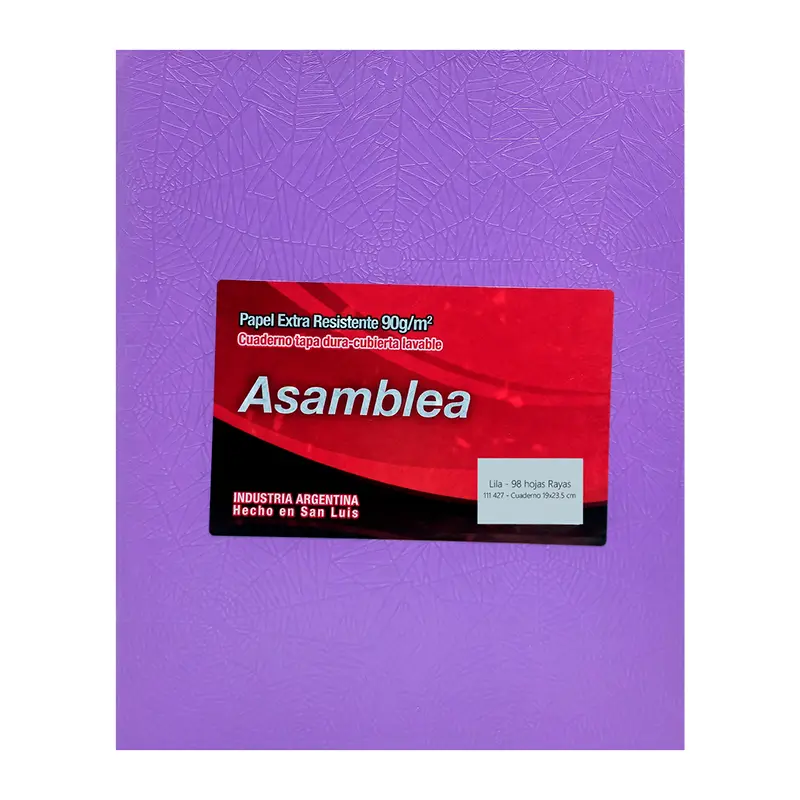 Papel Extra Resistente 90g/m²
Cuaderno tapa dura-cubierta lavable
Asamblea
Lila - 98 hojas Rayas
111 427 - Cuaderno 19x23,5 cm
INDUSTRIA ARGENTINA
Hecho en San Luis